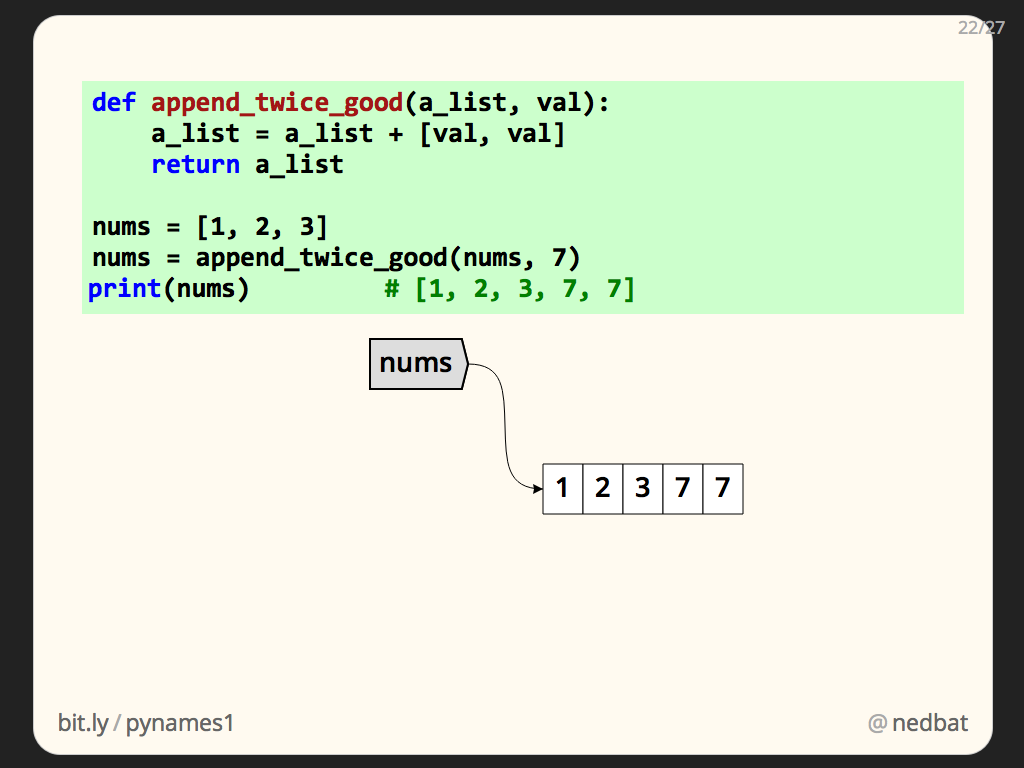 22/27
def append_twice_good(a_list, val):
    a_list = a_list + [val, val]
    return a_list
nums = [1, 2, 3]
nums = append_twice_good(nums, 7)
print(nums)         # [1, 2, 3, 7, 7]
nums
1 2 3 7 7
bit.ly / pynames1
@ nedbat